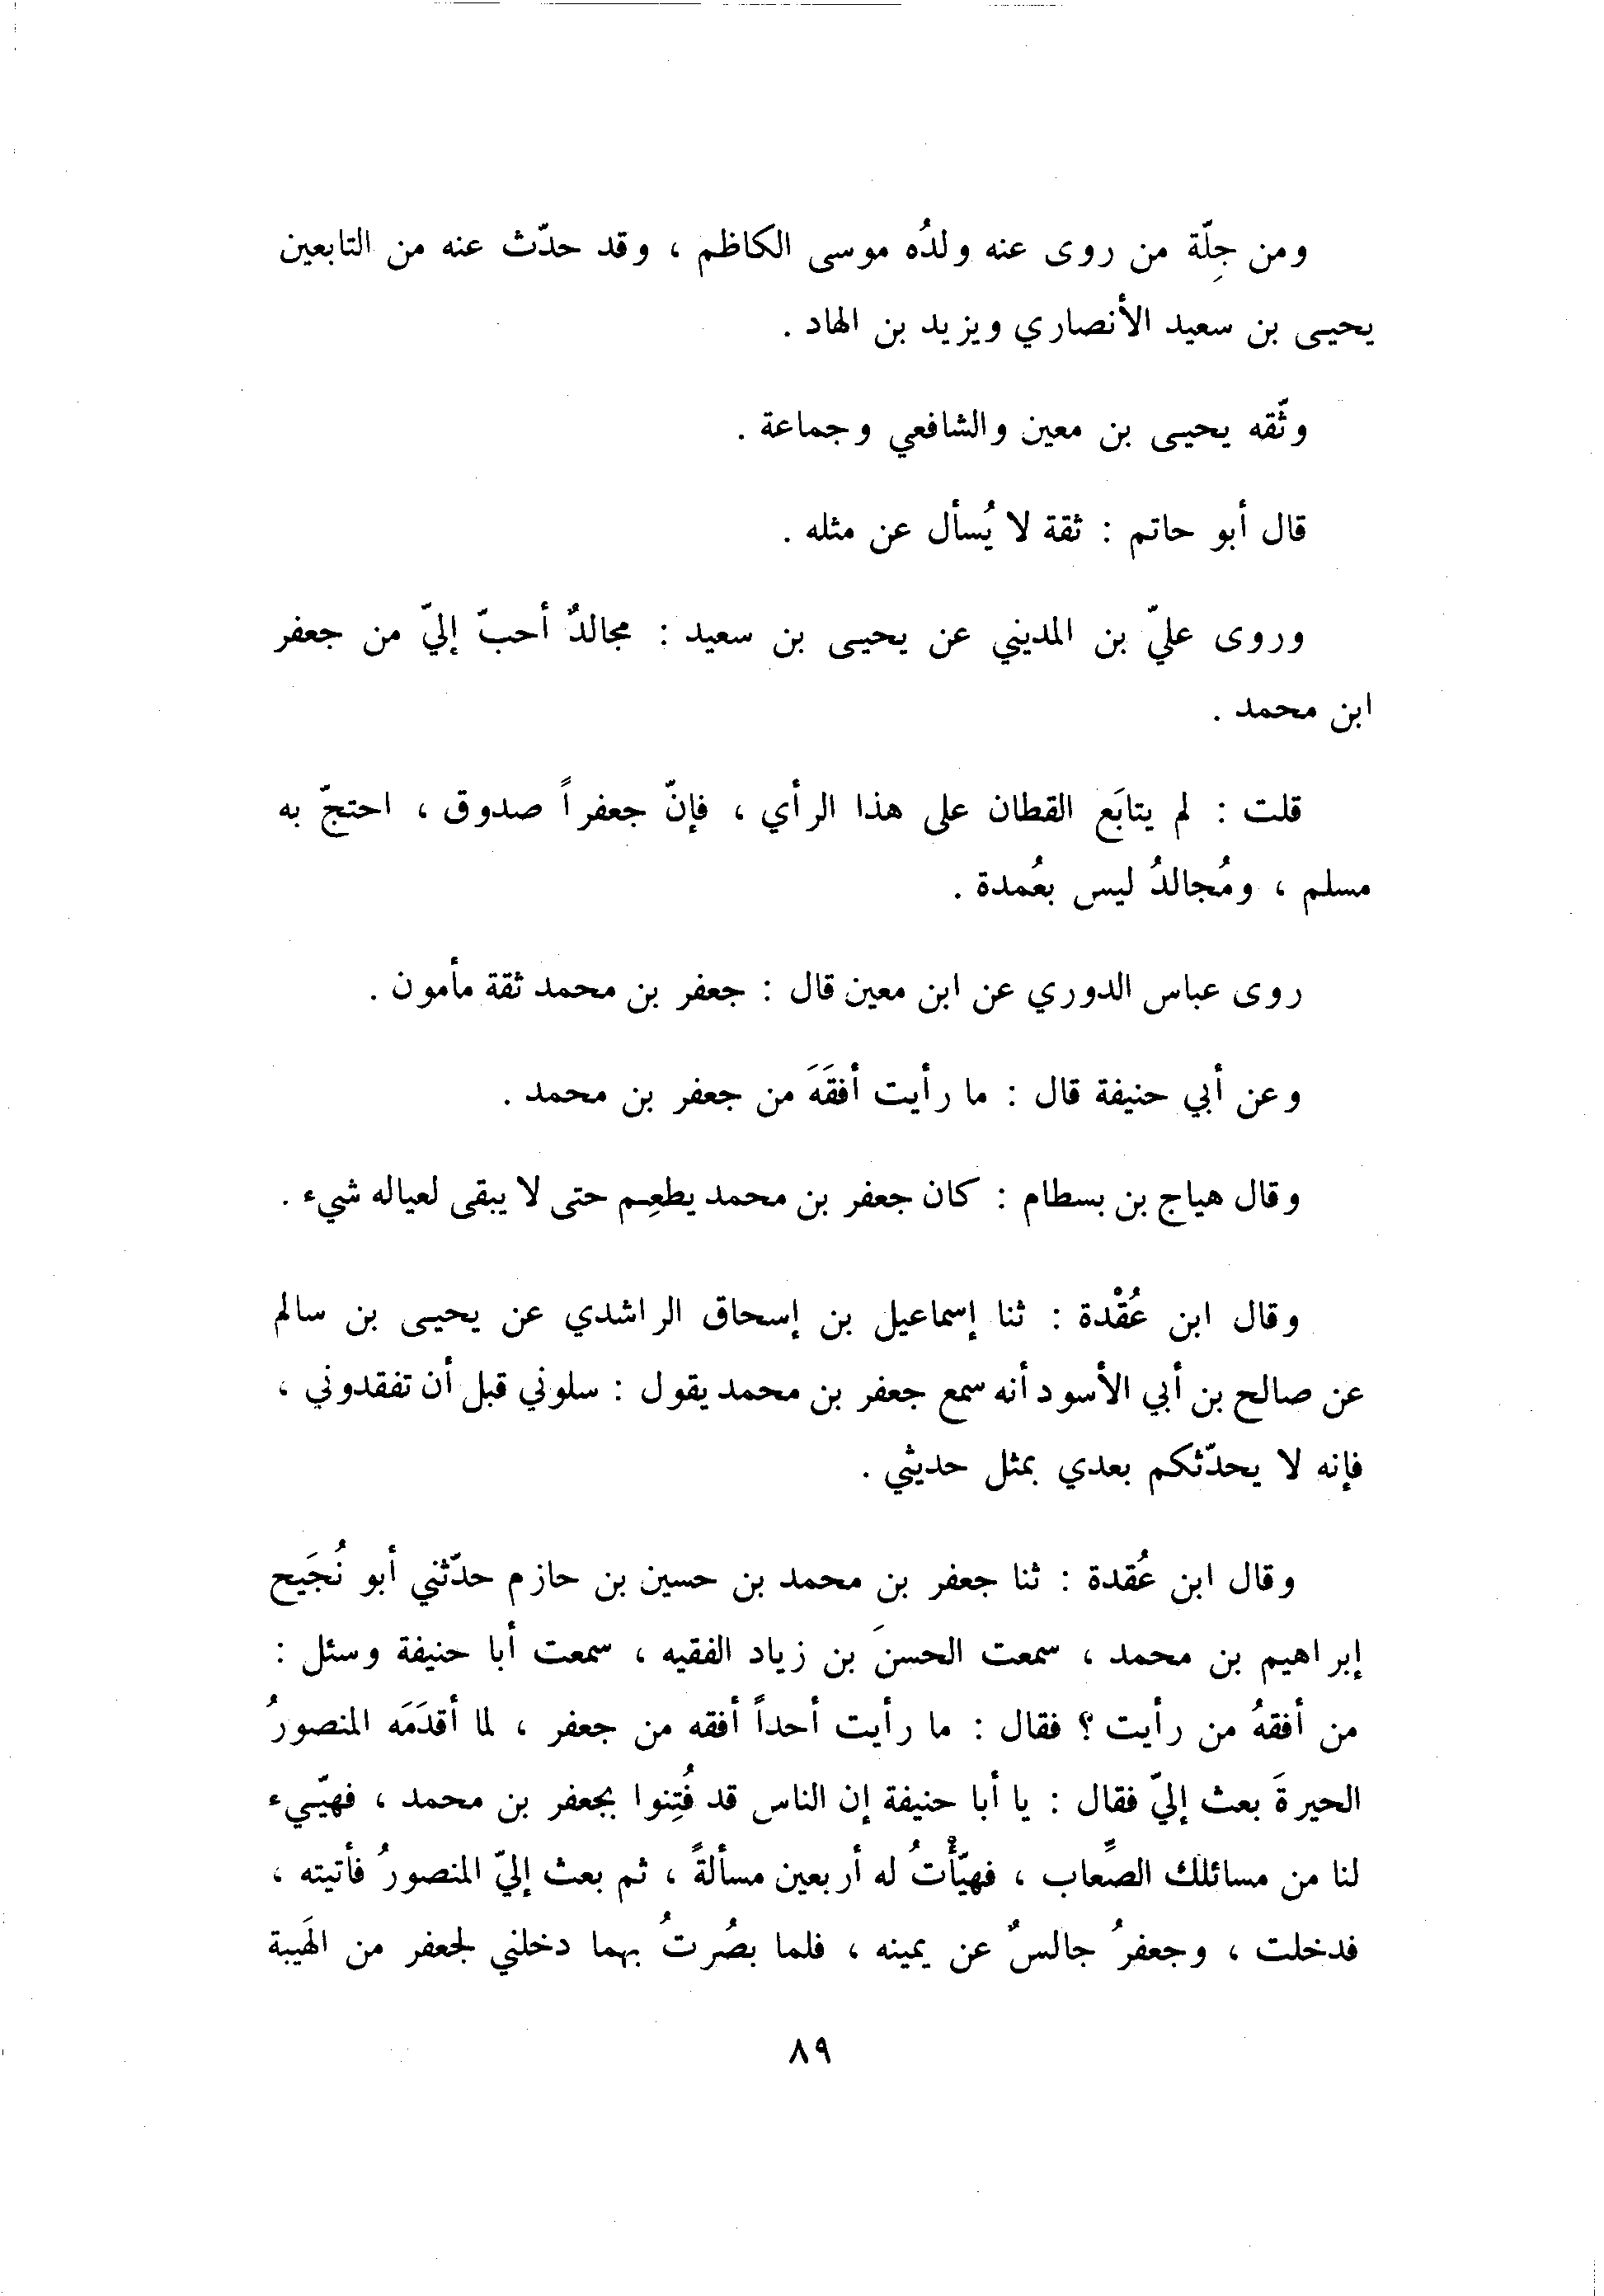 ومن جِلّة من روى عنه ولدُه موسى الكاظم ، وقد حدّث عنه من التابعين
يحيى بن سعيد الأنصاري ويزيد بن الهاد .
وثّقه يحيى بن معين والشافعي وجماعة .
قال أبو حاتم : ثقة لا يُسأل عن مثله .
وروى عليّ بن المديني عن يحيى بن سعيد : مجالدٌ أحبّ إليّ من جعفر
ابن محمد .
قلت : لم يتابَع القطان على هذا الرأي ، فإنّ جعفراً صدوق ، احتجّ به
مسلم ، ومُجالدُ ليس بعُمدة .
روى عباس الدوري عن ابن معين قال : جعفر بن محمد ثقة مأمون .
وعن أبي حنيفة قال : ما رأيت أفقَهَ من جعفر بن محمد .
وقال هياج بن بسطام : كان جعفر بن محمد يطعِم حتى لا يبقى لعياله شيء .
وقال ابن عُقْدة : ثنا إسماعيل بن إسحاق الراشدي عن يحيى بن سالم
عن صالح بن أبي الأسود أنه سمع جعفر بن محمد يقول : سلوني قبل أن تفقدوني ،
فإنه لا يحدّثكم بعدي بمثل حديثي .
وقال ابن عُقدة : ثنا جعفر بن محمد بن حسين بن حازم حدّثني أبو نُجَيح
إبراهيم بن محمد ، سمعت الحسنَ بن زياد الفقيه ، سمعت أبا حنيفة وسئل :
من أفقهُ من رأيت ؟ فقال : ما رأيت أحداً أفقه من جعفر ، لما أقدَمَه المنصورُ
الحيرةَ بعث إليّ فقال : يا أبا حنيفة إن الناس قد فُتِنوا بجعفر بن محمد ، فهيّىء
لنا من مسائلك الصِّعاب ، فهيّأْتُ له أربعين مسألةً ، ثم بعث إليّ المنصورُ فأتيته ،
فدخلت ، وجعفرُ جالسٌ عن يمينه ، فلما بصُرتُ بهما دخلني لجعفر من الهَيبة
٨٩